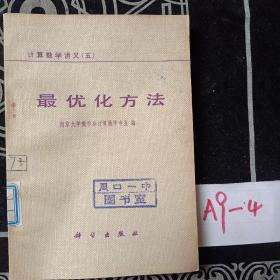 计算数学讲义(五)
最优化方法
南京大学数学系计算数学专业 编
周口一中
图书室
A9-4
科学出版社